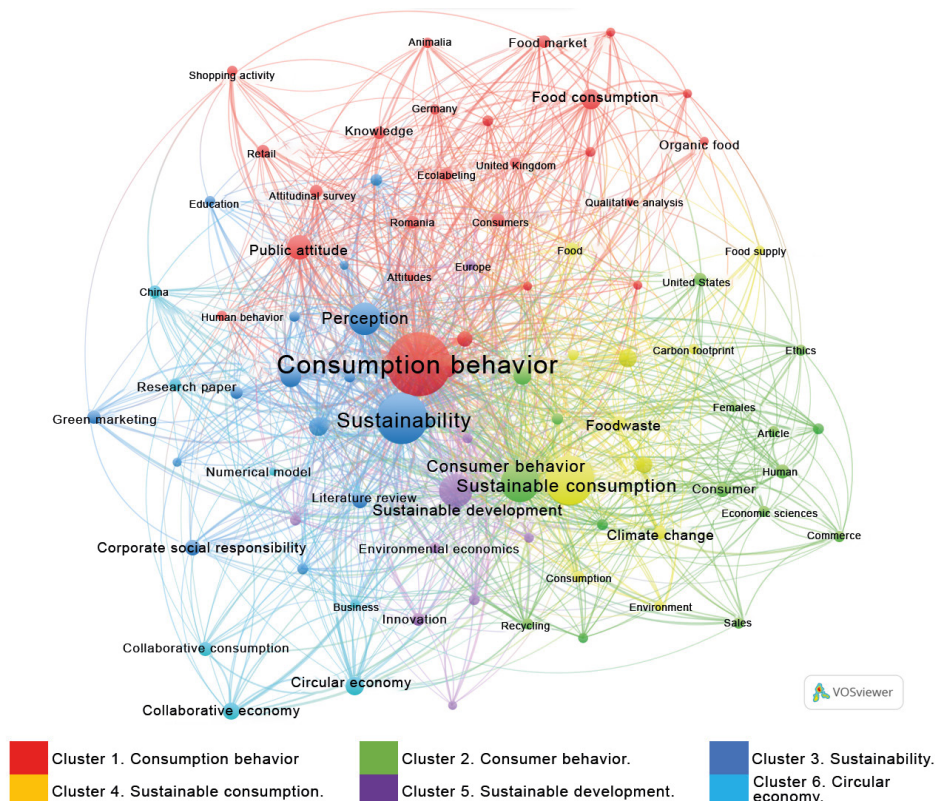 Animalia
Food market
Shopping activity
Food consumption
Germany
Knowledge
Organic food
Retail
United Kingdom
Ecolabeling
Attitudinal survey
Education
Qualitative analysis
Romania
Consumers
Public attitude
Food
Food supply
Europe
Attitudes
United States
China
Human behavior
Perception
Carbon footprint
Ethics
Consumption behavior
Research paper
Females
Green marketing
Sustainability
Foodwaste
Article
Consumer behavior
Numerical model
Human
Sustainable consumption
Consumer
Literature review
Sustainable development
Economic sciences
Climate change
Commerce
Corporate social responsibility
Environmental economics
Consumption
Business
Environment
Innovation
Recycling
Sales
Collaborative consumption
Circular economy
Collaborative economy
VOSviewer
Cluster 1. Consumption behavior
Cluster 2. Consumer behavior.
Cluster 3. Sustainability.
Cluster 4. Sustainable consumption.
Cluster 5. Sustainable development.
Cluster 6. Circular
economy.